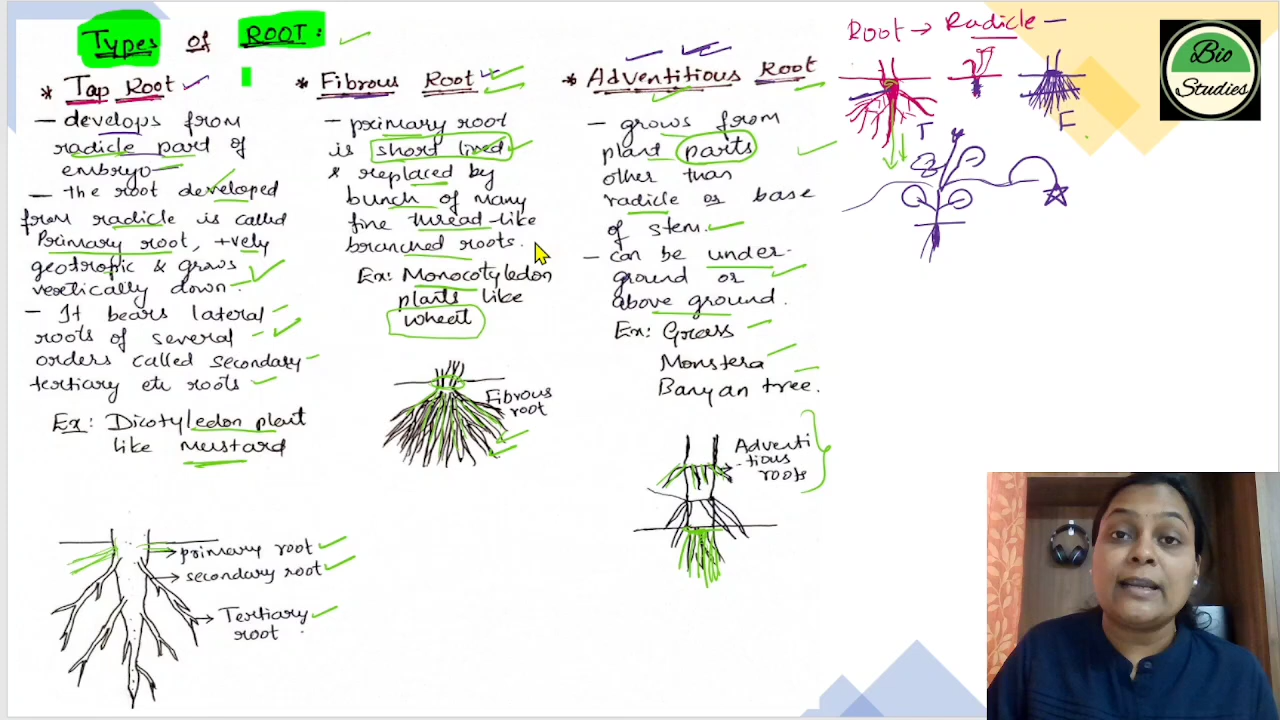 Types of ROOT:
* Tap Root
- develops from
radicle part of
embryo
- The root developed
from radicle is called
Primary root, +vely
geotropic & grows
vertically down.
- It bears lateral
roots of several
orders called secondary
tertiary etc roots
Ex: Dicotyledon plant
like mustard
primary root
secondary root
Tertiary
root
* Fibrous Root
- primary root
is short lived
& replaced by
bunch of many
fine thread-like
branched roots.
Ex: Monocotyledon
plants like
wheat
Fibrous
root
* Adventitious Root
- grows from
plant parts
other than
radicle or base
of stem.
- can be under-
ground or
above ground.
Ex: Grass
Monstera
Banyan tree.
Adventi
-tious
roots
Root → Radicle -
T
F
Bio
Studies